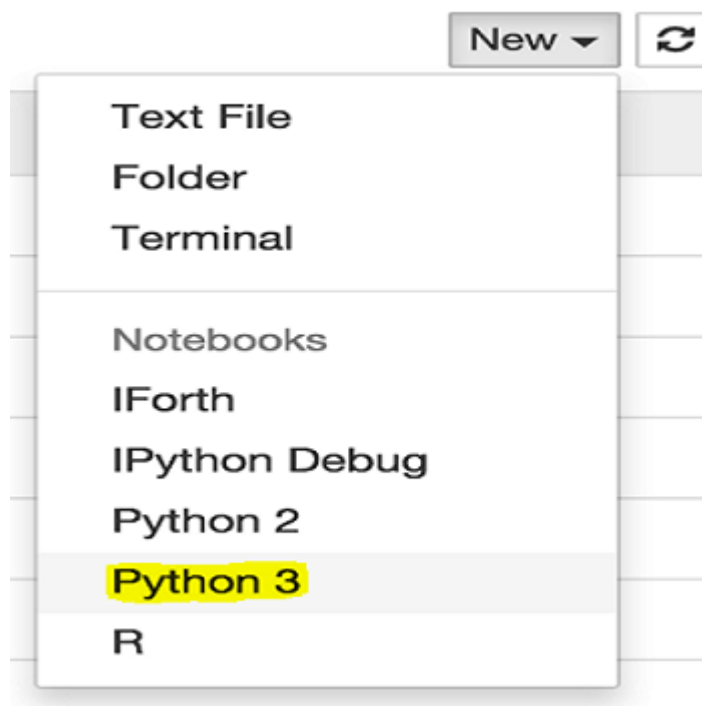 New
Text File
Folder
Terminal
Notebooks
IForth
IPython Debug
Python 2
Python 3
R